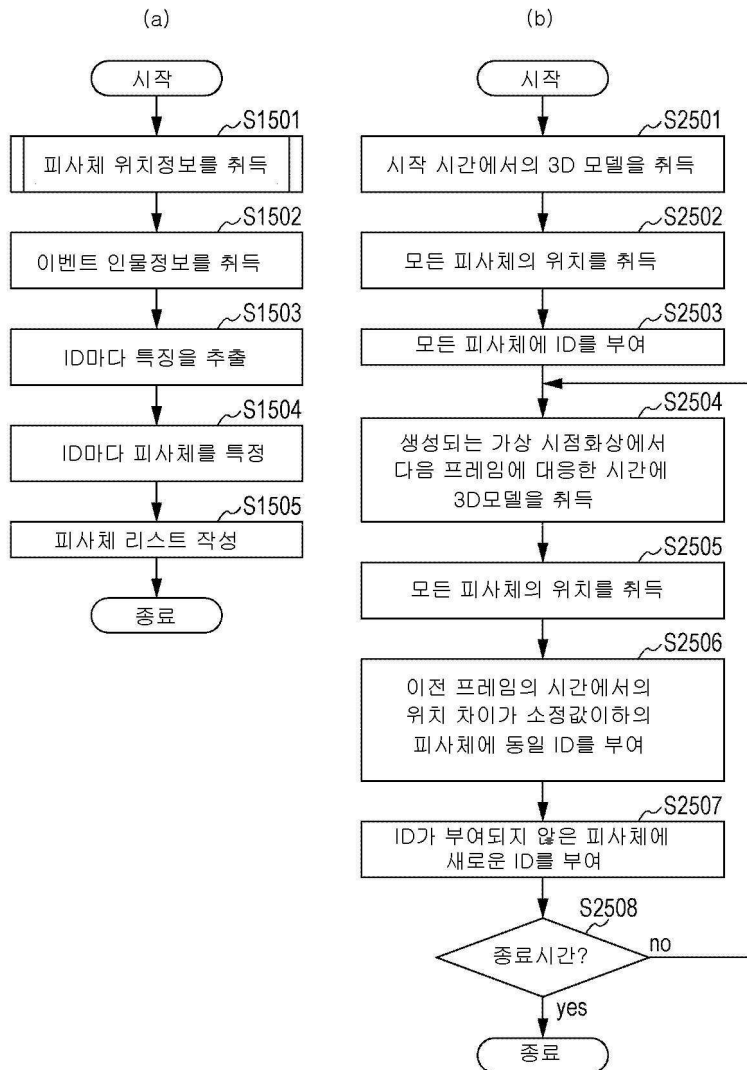 (a)
시작
S1501
피사체 위치정보를 취득
S1502
이벤트 인물정보를 취득
S1503
ID마다 특징을 추출
S1504
ID마다 피사체를 특정
S1505
피사체 리스트 작성
종료
(b)
시작
S2501
시작 시간에서의 3D 모델을 취득
S2502
모든 피사체의 위치를 취득
S2503
모든 피사체에 ID를 부여
S2504
생성되는 가상 시점화상에서
다음 프레임에 대응한 시간에
3D모델을 취득
S2505
모든 피사체의 위치를 취득
S2506
이전 프레임의 시간에서의
위치 차이가 소정값이하의
피사체에 동일 ID를 부여
S2507
ID가 부여되지 않은 피사체에
새로운 ID를 부여
S2508
종료시간?
no
yes
종료